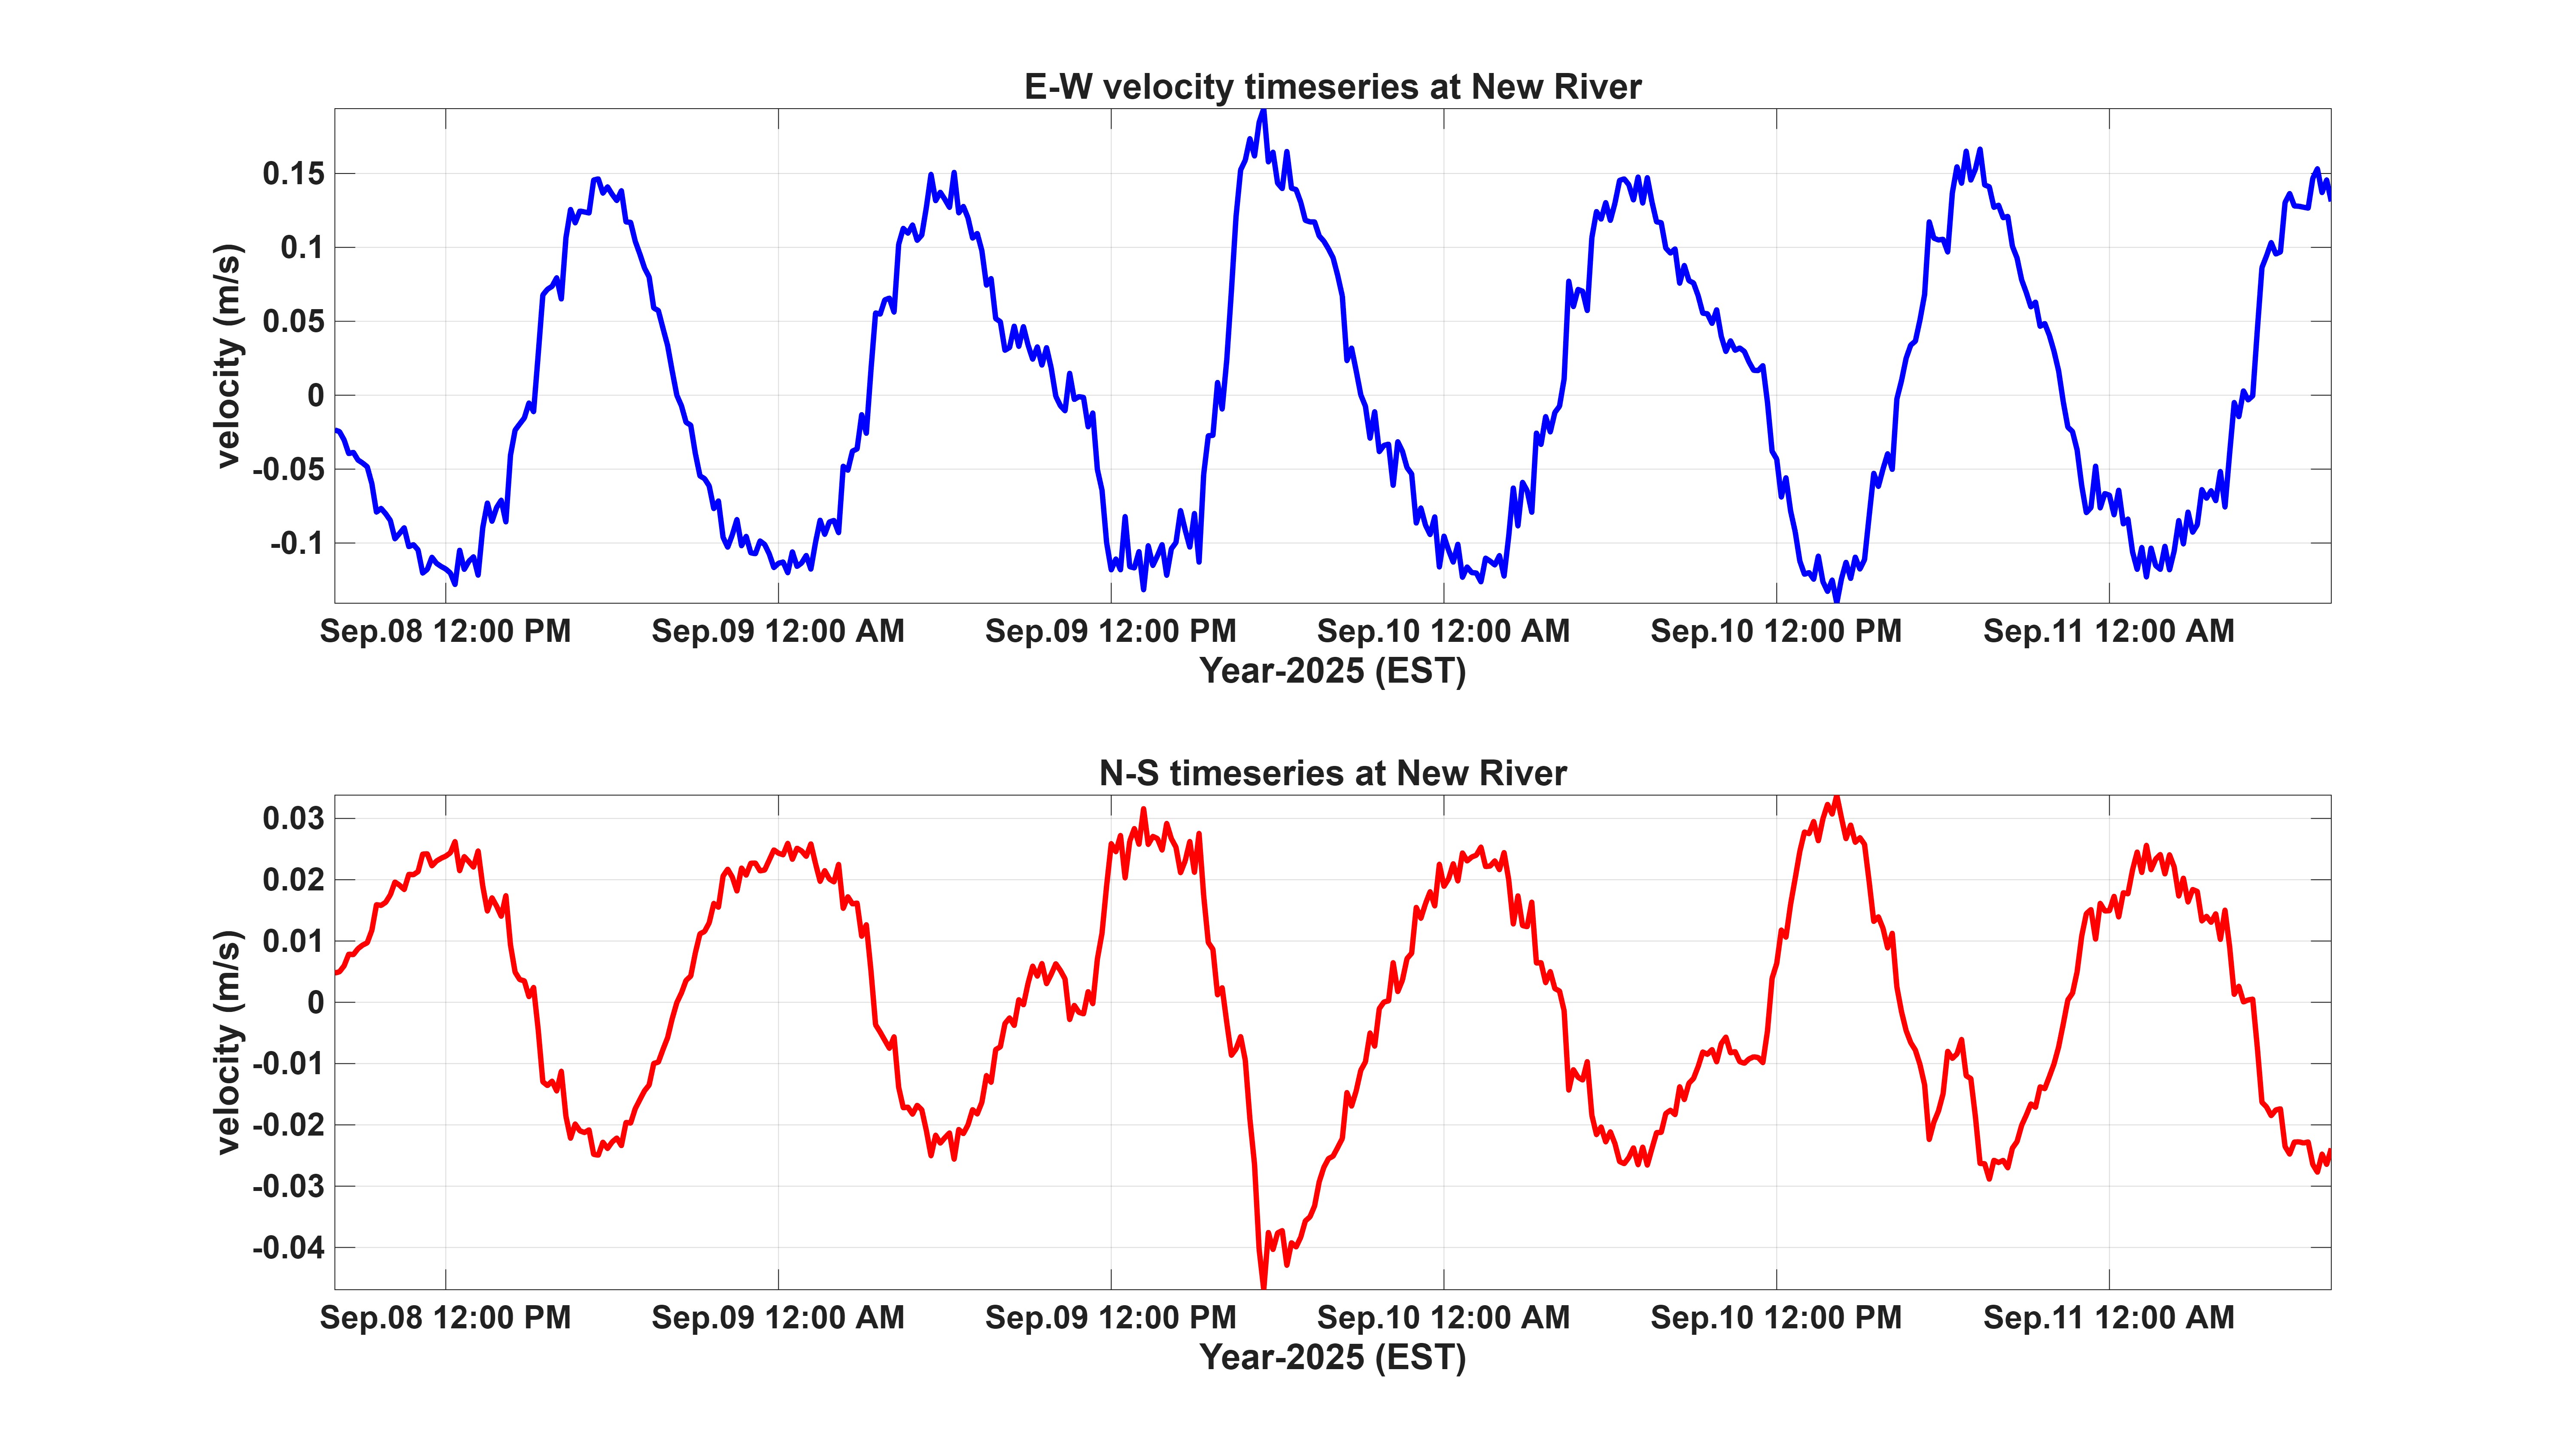 E-W velocity timeseries at New River
velocity (m/s)
0.15
0.1
0.05
0
-0.05
-0.1
Sep.08 12:00 PM Sep.09 12:00 AM Sep.09 12:00 PM Sep.10 12:00 AM Sep.10 12:00 PM Sep.11 12:00 AM
Year-2025 (EST)
N-S timeseries at New River
velocity (m/s)
0.03
0.02
0.01
0
-0.01
-0.02
-0.03
-0.04
Sep.08 12:00 PM Sep.09 12:00 AM Sep.09 12:00 PM Sep.10 12:00 AM Sep.10 12:00 PM Sep.11 12:00 AM
Year-2025 (EST)